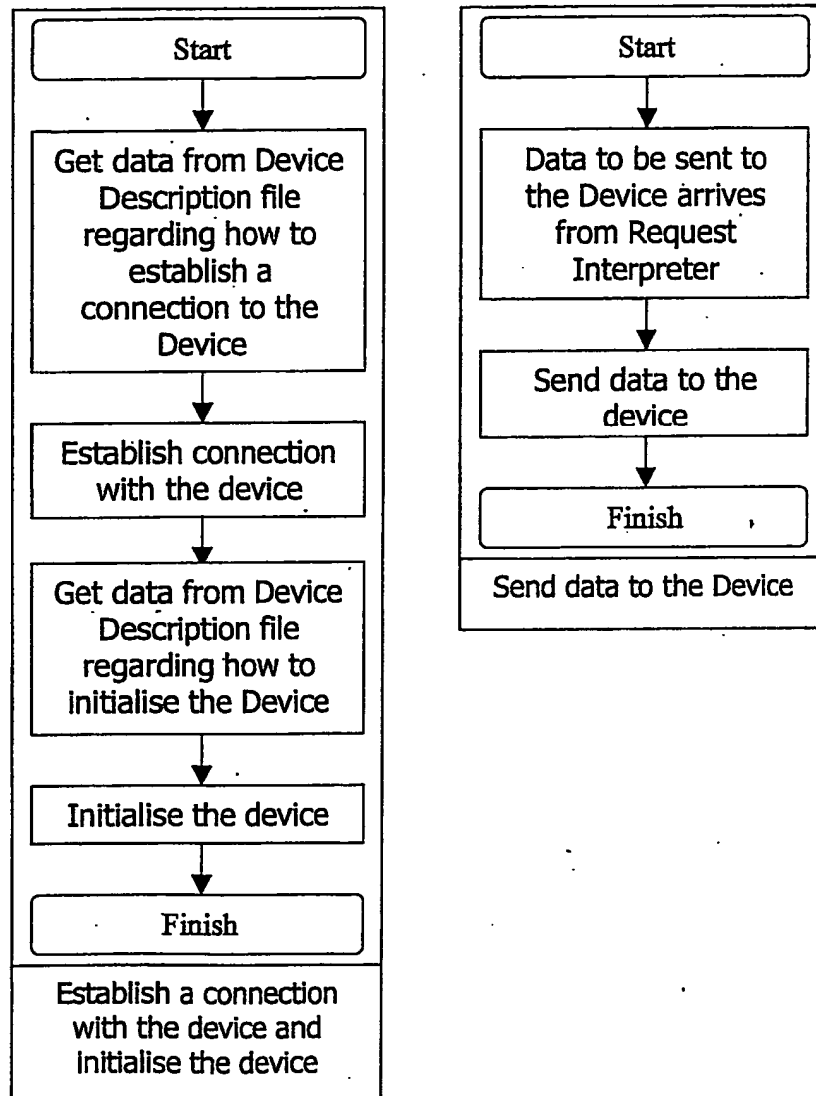 Start
Get data from Device
Description file
regarding how to
establish a
connection to the
Device
Establish connection
with the device
Get data from Device
Description file
regarding how to
initialise the Device
Initialise the device
Finish
Establish a connection
with the device and
initialise the device
Start
Data to be sent to
the Device arrives
from Request
Interpreter
Send data to the
device
Finish
Send data to the Device